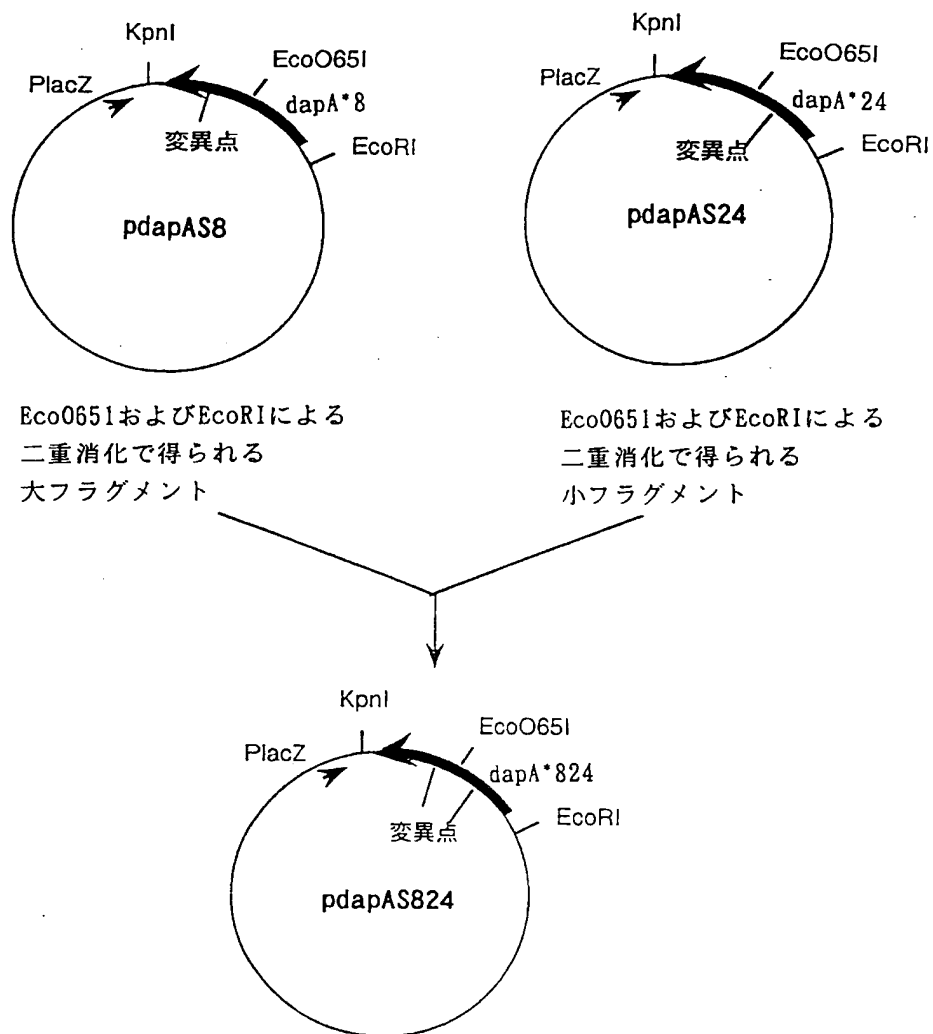 KpnI
EcoO65I
PlacZ
dapA*8
変異点
EcoRI
pdapAS8
KpnI
EcoO65I
PlacZ
dapA*24
変異点
EcoRI
pdapAS24
EcoO651およびEcoRIによる
二重消化で得られる
大フラグメント
EcoO651およびEcoRIによる
二重消化で得られる
小フラグメント
KpnI
EcoO65I
PlacZ
dapA*824
変異点
EcoRI
pdapAS824